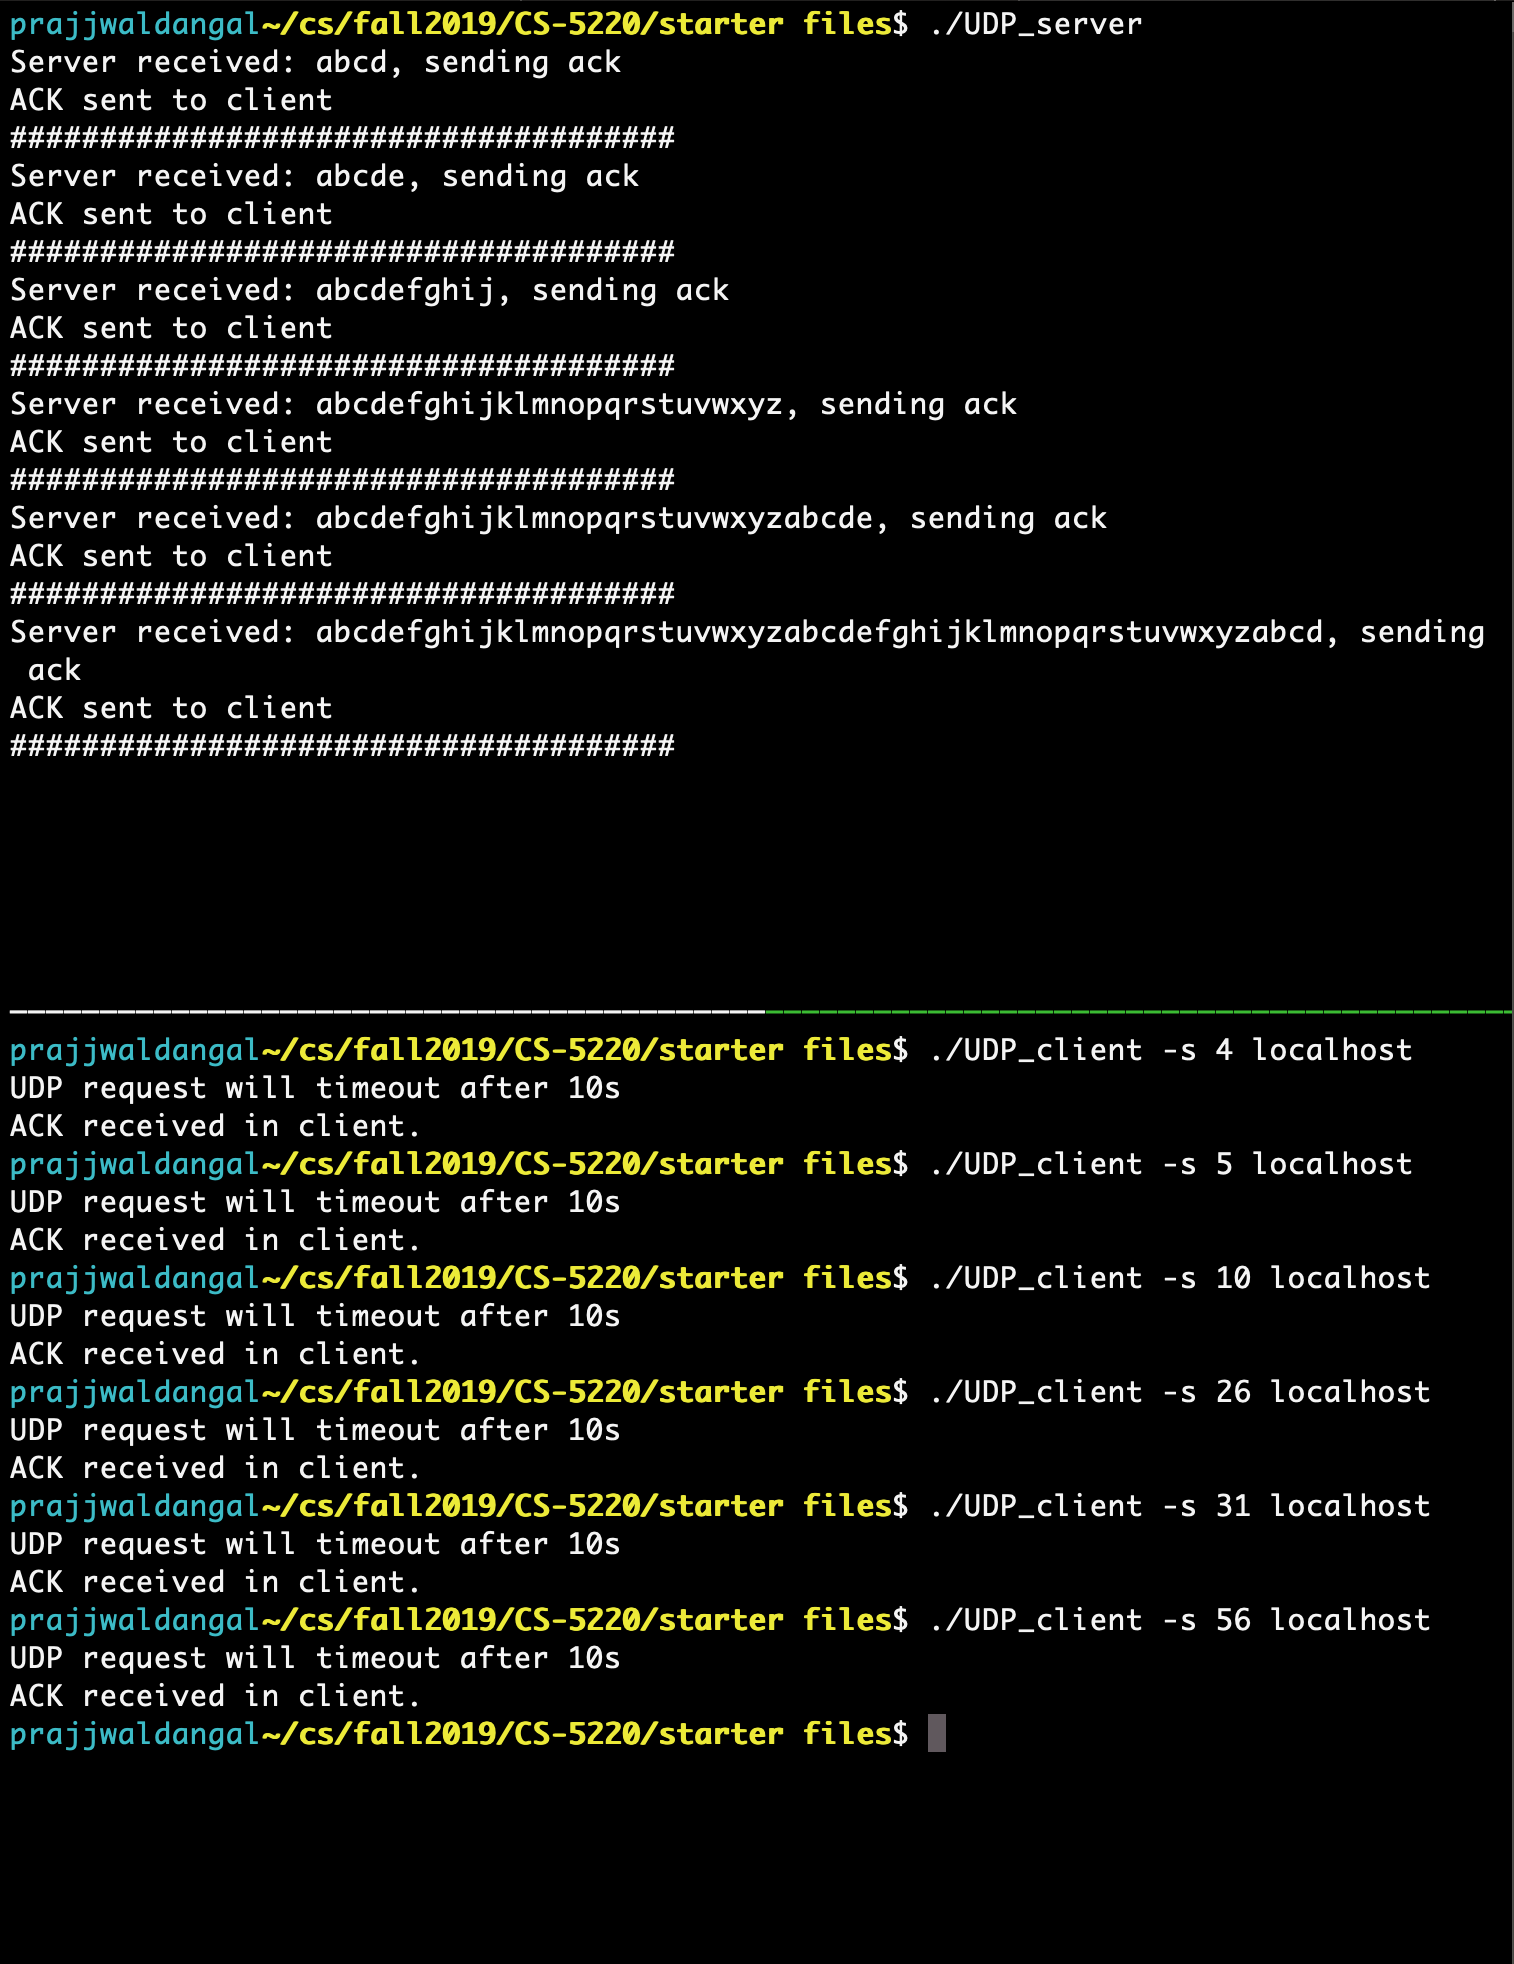 prajjwaldangal~/cs/fall2019/CS-5220/starter files$ ./UDP_server
Server received: abcd, sending ack
ACK sent to client
#####################################
Server received: abcde, sending ack
ACK sent to client
#####################################
Server received: abcdefghij, sending ack
ACK sent to client
#####################################
Server received: abcdefghijklmnopqrstuvwxyz, sending ack
ACK sent to client
#####################################
Server received: abcdefghijklmnopqrstuvwxyzabcde, sending ack
ACK sent to client
#####################################
Server received: abcdefghijklmnopqrstuvwxyzabcdefghijklmnopqrstuvwxyzabcd, sending
 ack
ACK sent to client
#####################################
prajjwaldangal~/cs/fall2019/CS-5220/starter files$ ./UDP_client -s 4 localhost
UDP request will timeout after 10s
ACK received in client.
prajjwaldangal~/cs/fall2019/CS-5220/starter files$ ./UDP_client -s 5 localhost
UDP request will timeout after 10s
ACK received in client.
prajjwaldangal~/cs/fall2019/CS-5220/starter files$ ./UDP_client -s 10 localhost
UDP request will timeout after 10s
ACK received in client.
prajjwaldangal~/cs/fall2019/CS-5220/starter files$ ./UDP_client -s 26 localhost
UDP request will timeout after 10s
ACK received in client.
prajjwaldangal~/cs/fall2019/CS-5220/starter files$ ./UDP_client -s 31 localhost
UDP request will timeout after 10s
ACK received in client.
prajjwaldangal~/cs/fall2019/CS-5220/starter files$ ./UDP_client -s 56 localhost
UDP request will timeout after 10s
ACK received in client.
prajjwaldangal~/cs/fall2019/CS-5220/starter files$